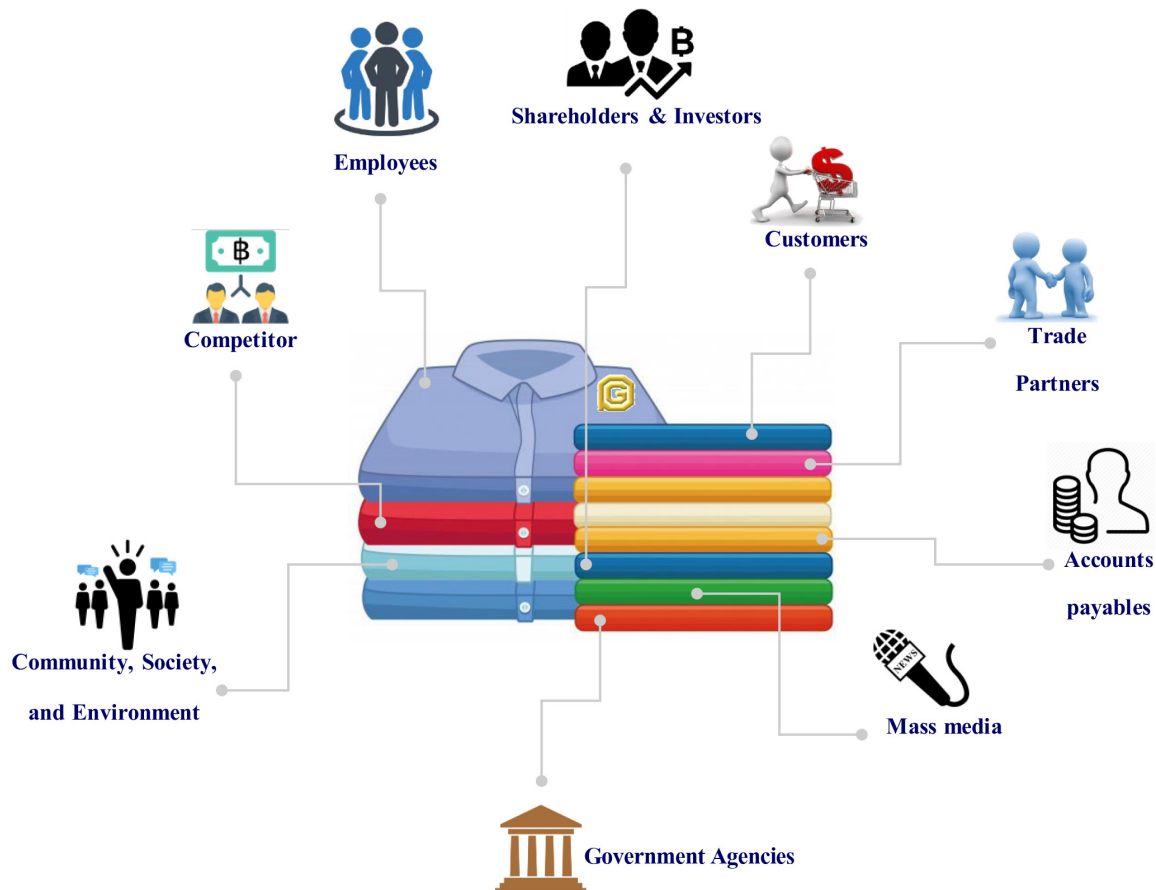 ฿
Shareholders & Investors
Employees
$
Customers
฿
Competitor
Trade
Partners
G
Accounts
payables
Community, Society,
and Environment
NEWS
Mass media
Government Agencies